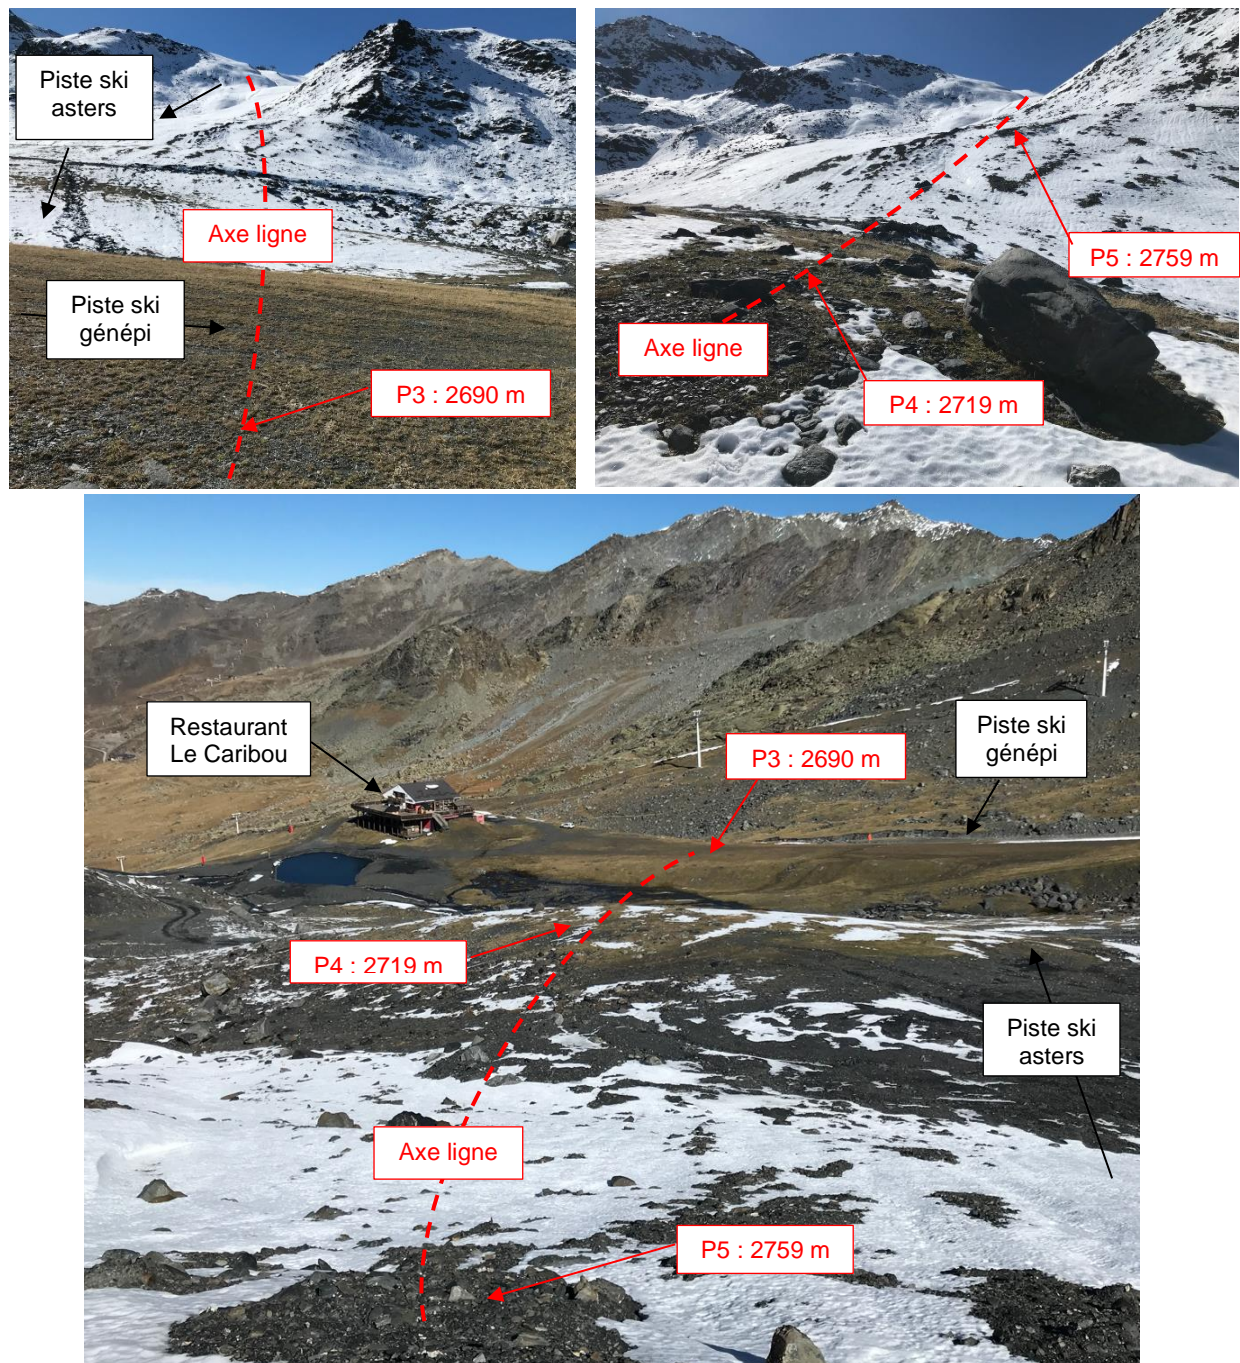 Piste ski
asters
Axe ligne
Piste ski
génépi
P3 : 2690 m
P5 : 2759 m
Axe ligne
P4 : 2719 m
Restaurant
Le Caribou
P3 : 2690 m
Piste ski
génépi
P4 : 2719 m
Piste ski
asters
Axe ligne
P5 : 2759 m